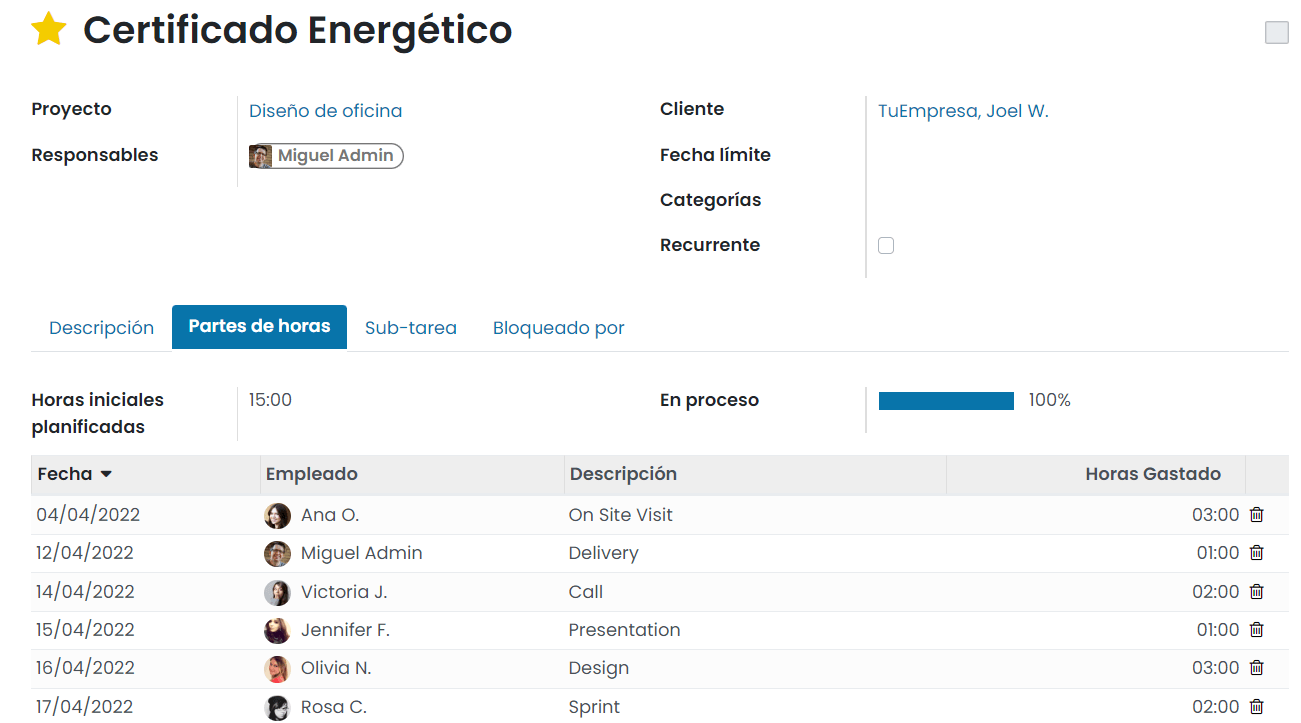 Certificado Energético
Proyecto Diseño de oficina Cliente TuEmpresa, Joel W.
Responsables Miguel Admin Fecha límite
Categorías
Recurrente
Descripción Partes de horas Sub-tarea Bloqueado por
Horas iniciales planificadas 15:00 En proceso 100%
Fecha Empleado Descripción Horas Gastado
04/04/2022 Ana O. On Site Visit 03:00
12/04/2022 Miguel Admin Delivery 01:00
14/04/2022 Victoria J. Call 02:00
15/04/2022 Jennifer F. Presentation 01:00
16/04/2022 Olivia N. Design 03:00
17/04/2022 Rosa C. Sprint 02:00